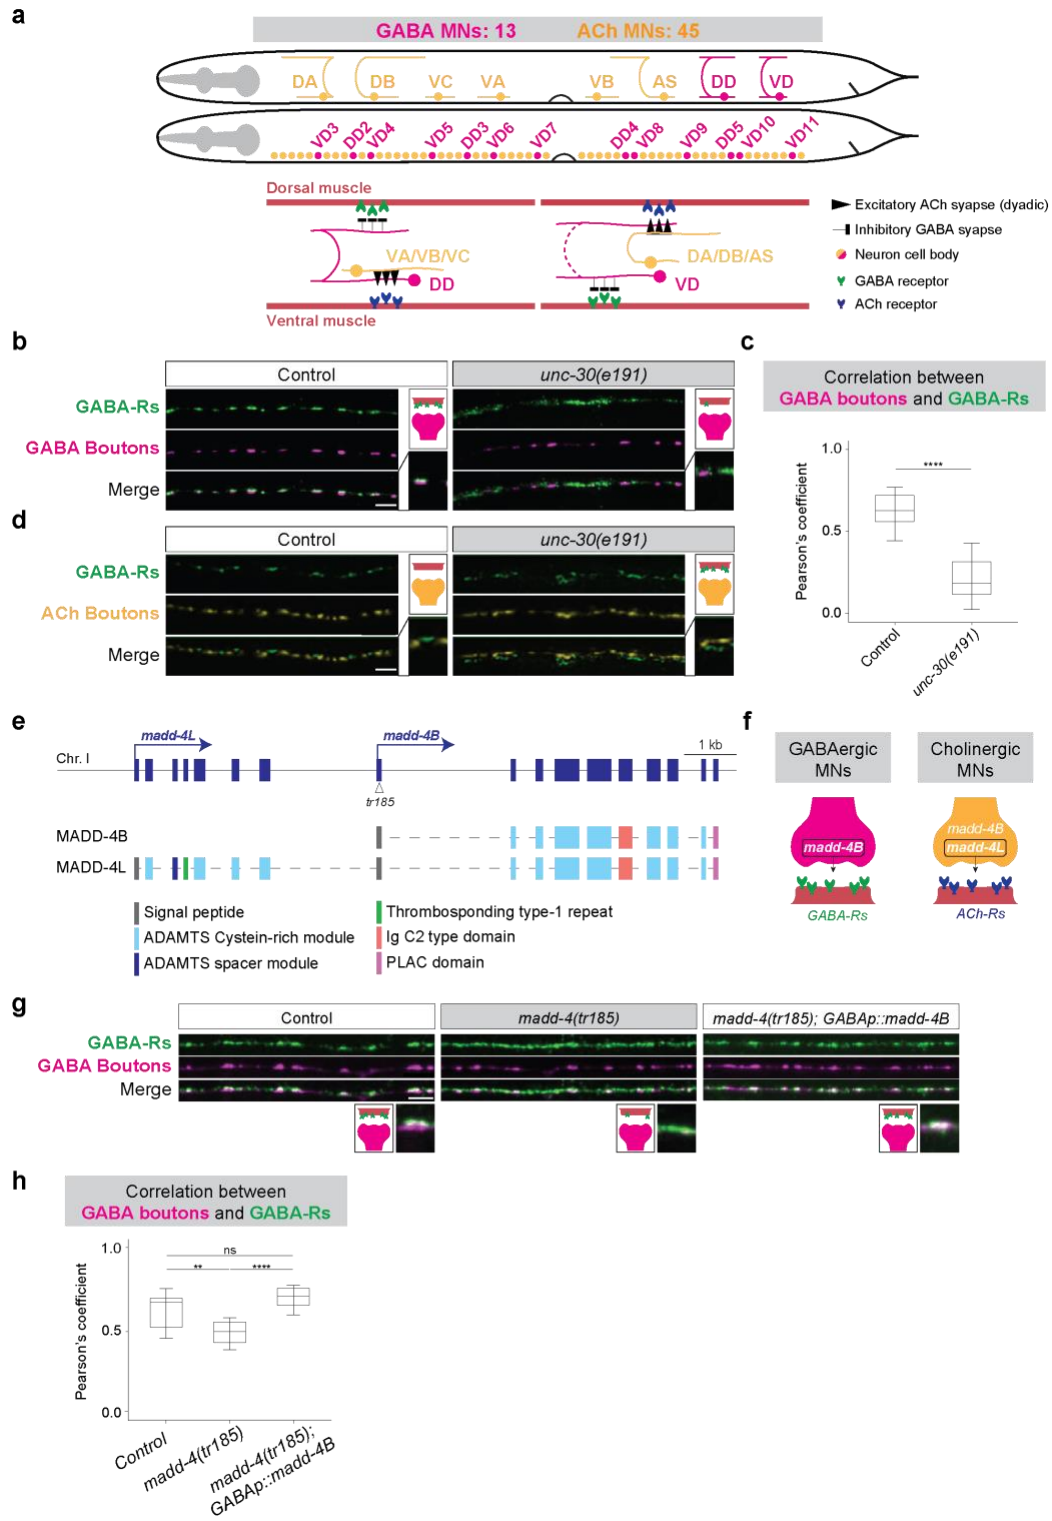 a
GABA MNs: 13 ACh MNs: 45
DA DB VC VA VB AS DD VD
VD3 DD2 VD4 VD5 DD3 VD6 VD7 DD4 VD8 VD9 DD5 VD10 VD11
Dorsal muscle
VA/VB/VC
DD
DA/DB/AS
VD
Ventral muscle
Excitatory ACh syapse (dyadic)
Inhibitory GABA syapse
Neuron cell body
GABA receptor
ACh receptor
b
Control unc-30(e191)
GABA-Rs
GABA Boutons
Merge
c
Correlation between
GABA boutons and GABA-Rs
Pearson's coefficient
1.0
0.5
0.0
****
Control
unc-30(e191)
d
Control unc-30(e191)
GABA-Rs
ACh Boutons
Merge
e
madd-4L madd-4B
Chr. I
1 kb
tr185
MADD-4B
MADD-4L
Signal peptide
ADAMTS Cystein-rich module
ADAMTS spacer module
Thrombosponding type-1 repeat
Ig C2 type domain
PLAC domain
f
GABAergic
MNs
madd-4B
GABA-Rs
Cholinergic
MNs
madd-4B
madd-4L
ACh-Rs
g
Control madd-4(tr185) madd-4(tr185); GABAp::madd-4B
GABA-Rs
GABA Boutons
Merge
h
Correlation between
GABA boutons and GABA-Rs
Pearson's coefficient
1.0
0.5
0.0
ns
** ****
Control
madd-4(tr185)
madd-4(tr185);
GABAp::madd-4B